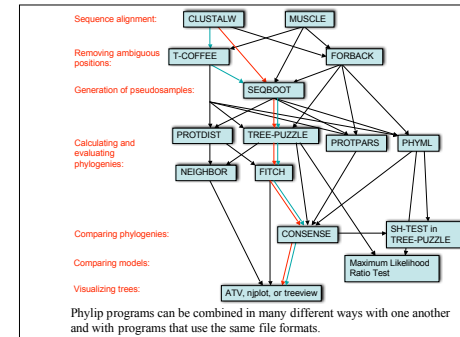 Sequence alignment: CLUSTALW MUSCLE
Removing ambiguous
positions: T-COFFEE FORBACK
Generation of pseudosamples: SEQBOOT
Calculating and
evaluating
phylogenies: PROTDIST TREE-PUZZLE PROTPARS PHYML
NEIGHBOR FITCH
Comparing phylogenies: CONSENSE SH-TEST in
TREE-PUZZLE
Comparing models: Maximum Likelihood
Ratio Test
Visualizing trees: ATV, njplot, or treeview
Phylip programs can be combined in many different ways with one another
and with programs that use the same file formats.